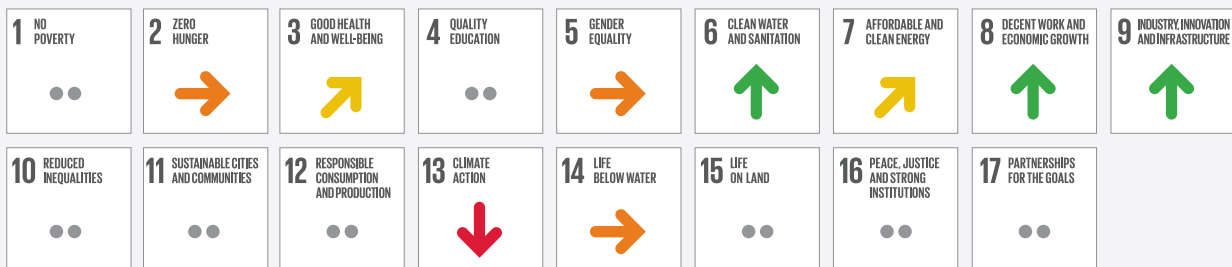 1 NO
POVERTY
2 ZERO
HUNGER
3 GOOD HEALTH
AND WELL-BEING
4 QUALITY
EDUCATION
5 GENDER
EQUALITY
6 CLEAN WATER
AND SANITATION
7 AFFORDABLE AND
CLEAN ENERGY
8 DECENT WORK AND
ECONOMIC GROWTH
9 INDUSTRY, INNOVATION
AND INFRASTRUCTURE
10 REDUCED
INEQUALITIES
11 SUSTAINABLE CITIES
AND COMMUNITIES
12 RESPONSIBLE
CONSUMPTION
AND PRODUCTION
13 CLIMATE
ACTION
14 LIFE
BELOW WATER
15 LIFE
ON LAND
16 PEACE, JUSTICE
AND STRONG
INSTITUTIONS
17 PARTNERSHIPS
FOR THE GOALS